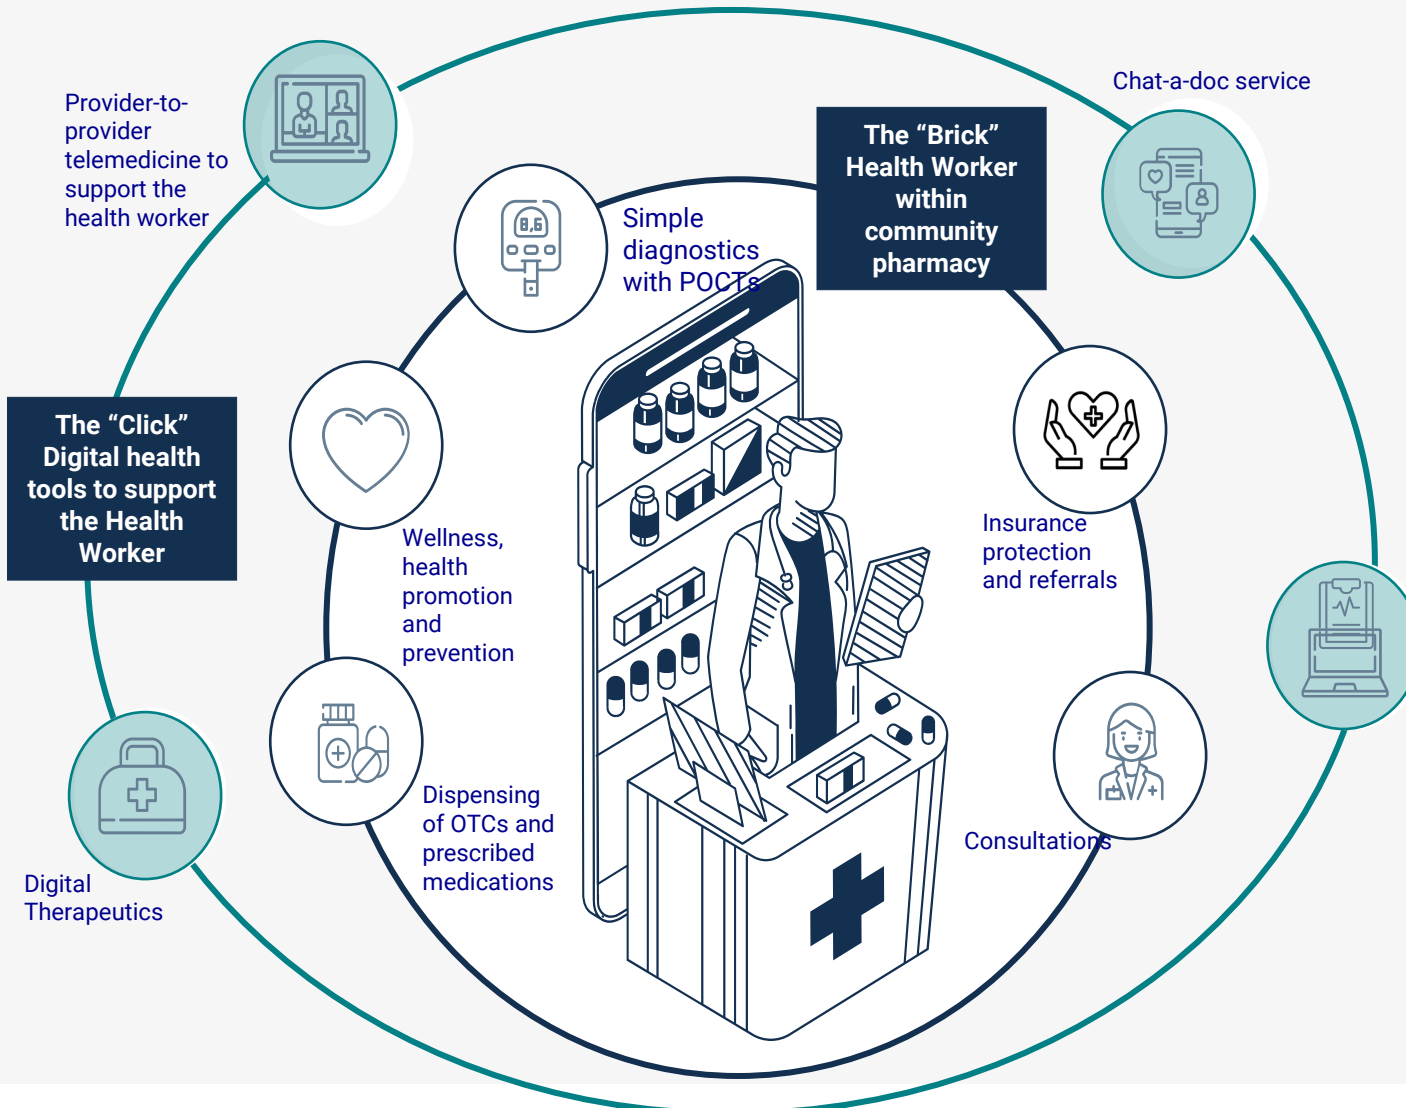 Provider-to-
provider
telemedicine to
support the
health worker
Chat-a-doc service
The “Brick”
Health Worker
within
community
pharmacy
8,6
Simple
diagnostics
with POCTs
The “Click”
Digital health
tools to support
the Health
Worker
Wellness,
health
promotion
and
prevention
Insurance
protection
and referrals
Dispensing
of OTCs and
prescribed
medications
Consultations
Digital
Therapeutics